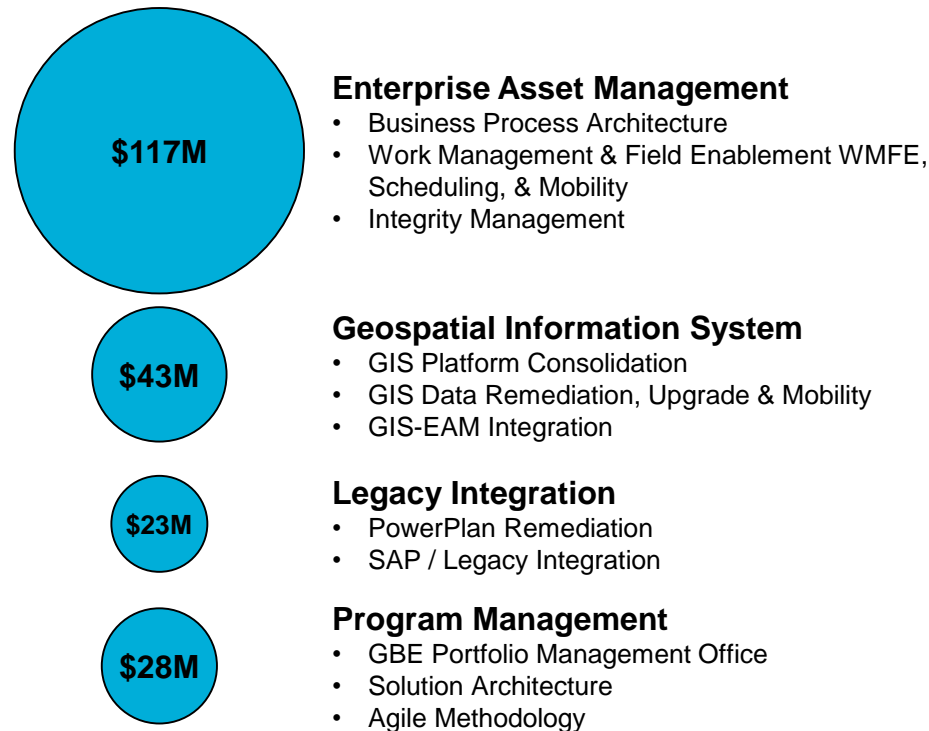 $117M
Enterprise Asset Management
• Business Process Architecture
• Work Management & Field Enablement WMFE,
Scheduling, & Mobility
• Integrity Management
$43M
Geospatial Information System
• GIS Platform Consolidation
• GIS Data Remediation, Upgrade & Mobility
• GIS-EAM Integration
$23M
Legacy Integration
• PowerPlan Remediation
• SAP / Legacy Integration
$28M
Program Management
• GBE Portfolio Management Office
• Solution Architecture
• Agile Methodology